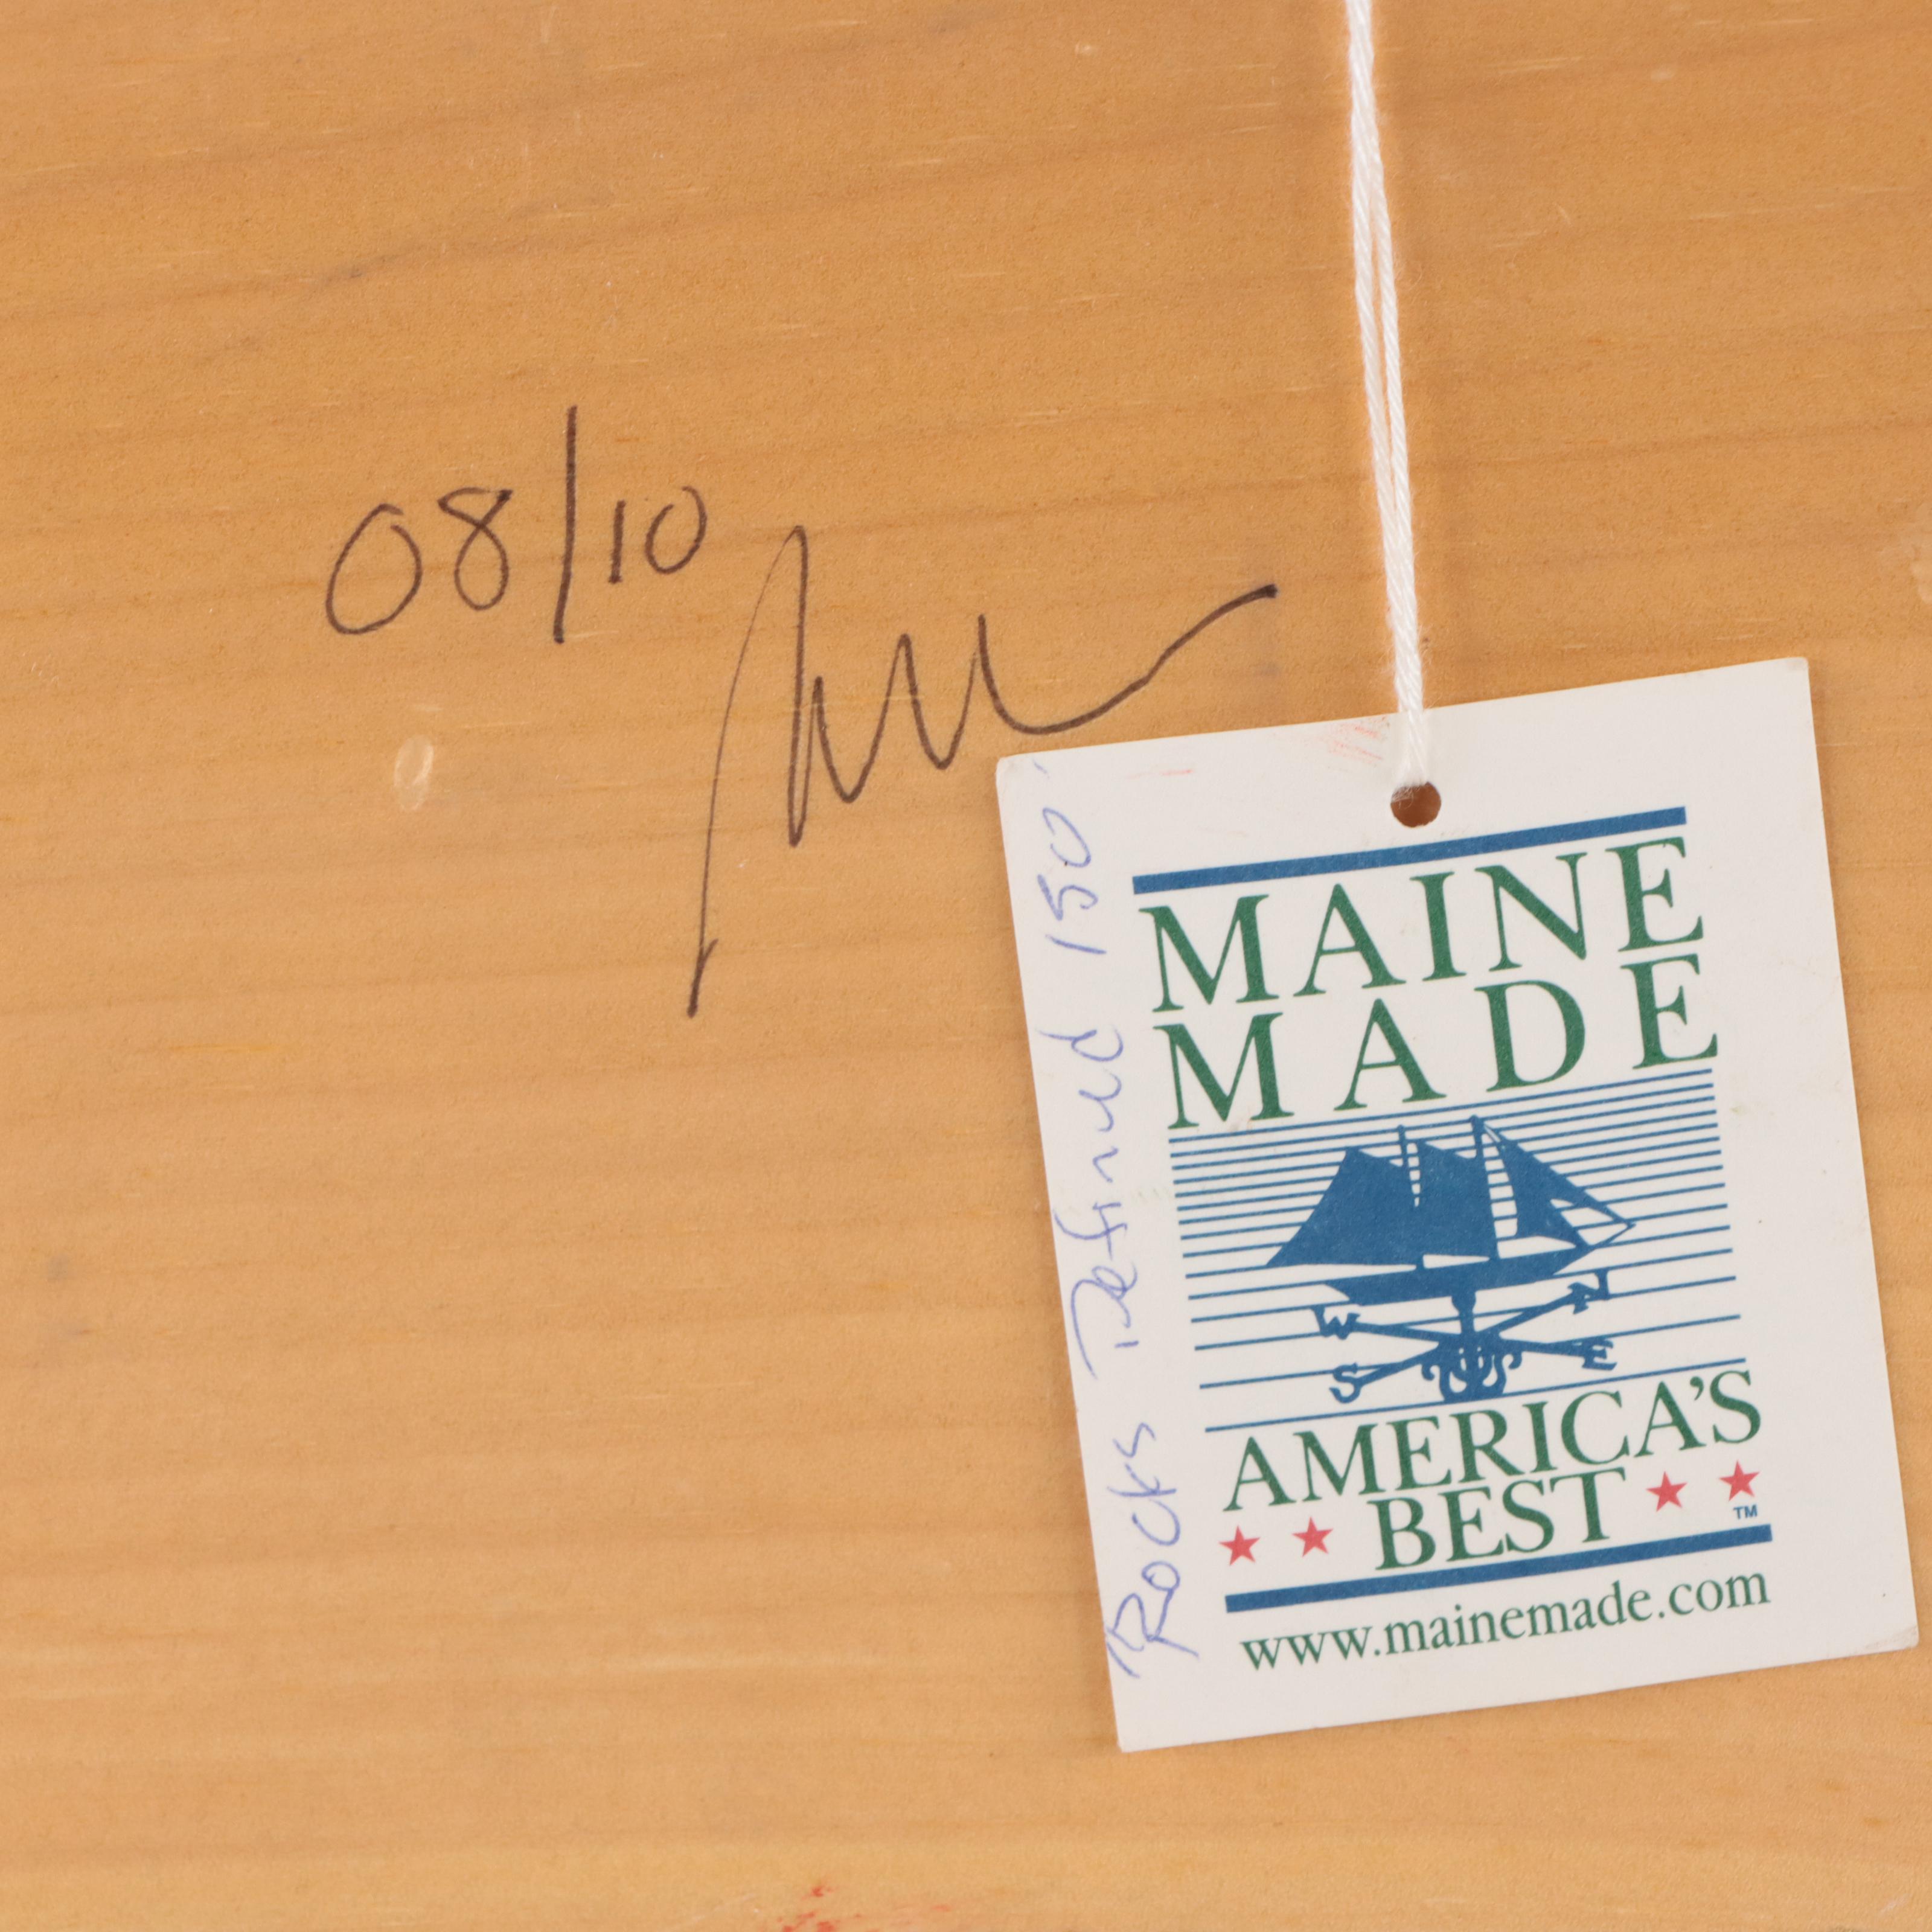 08/10
MAINE
MADE
W N
S E
AMERICA'S
BEST
TM
www.mainemade.com
Rocks Defined 150.